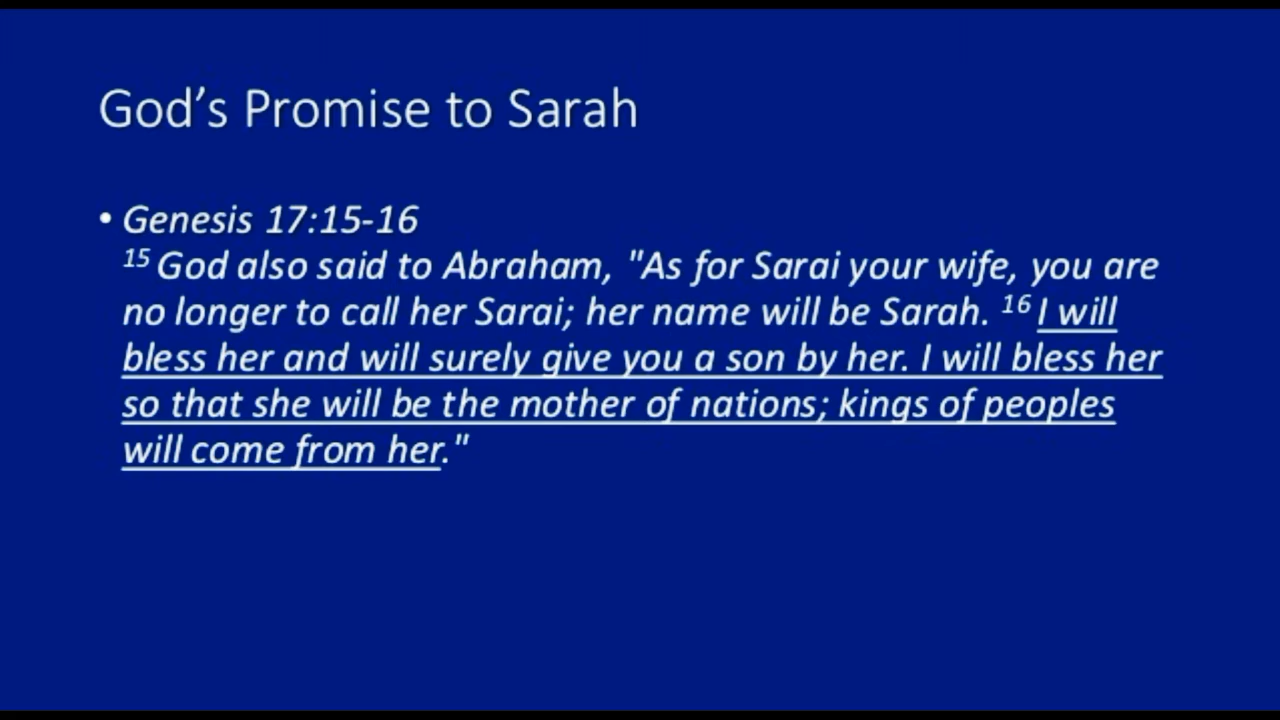 God’s Promise to Sarah
• Genesis 17:15-16
15 God also said to Abraham, "As for Sarai your wife, you are
no longer to call her Sarai; her name will be Sarah. 16 I will
bless her and will surely give you a son by her. I will bless her
so that she will be the mother of nations; kings of peoples
will come from her."